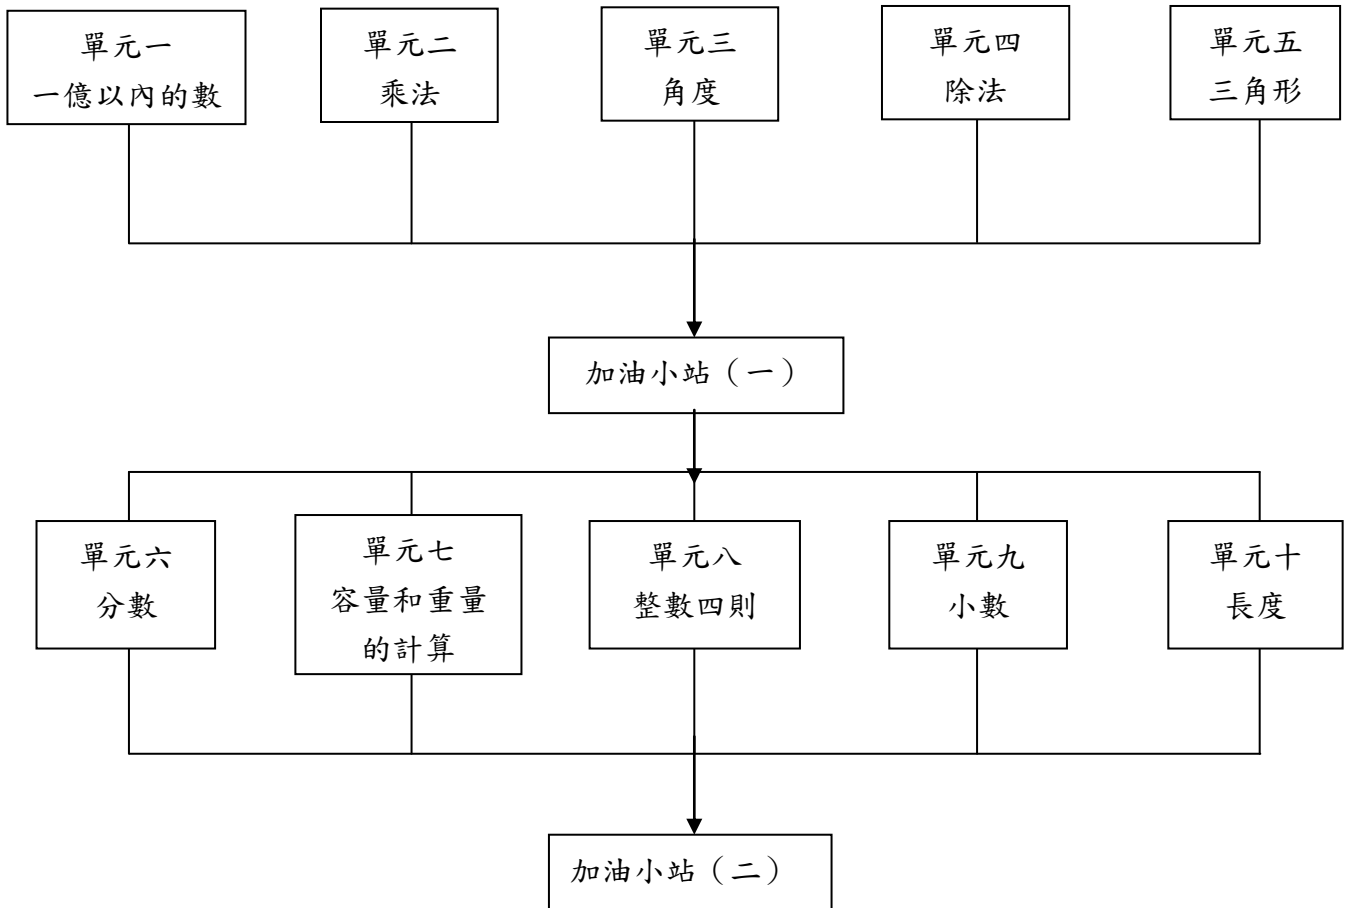 單元一
一億以內的數
單元二
乘法
單元三
角度
單元四
除法
單元五
三角形
加油小站（一）
單元六
分數
單元七
容量和重量
的計算
單元八
整數四則
單元九
小數
單元十
長度
加油小站（二）